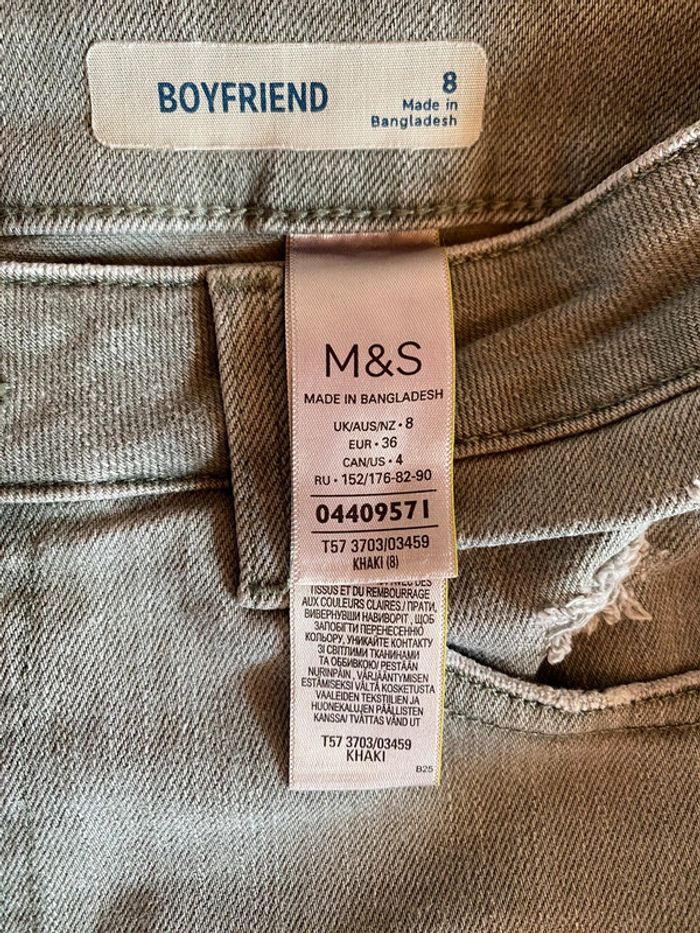 BOYFRIEND
8
Made in
Bangladesh
M&S
MADE IN BANGLADESH
UK/AUS/NZ • 8
EUR • 36
CAN/US • 4
RU • 152/176-82-90
04409571
T57 3703/03459
KHAKI (8)
TISSUS ET DU REMBOURRAGE
AUX COULEURS CLAIRES / ПРАТИ,
ВИВЕРНУВШИ НАВИВОРІТ , ЩОБ
ЗАПОБІГТИ ПЕРЕНЕСЕННЮ
КОЛЬОРУ, УНИКАЙТЕ КОНТАКТУ
ЗІ СВІТЛИМИ ТКАНИНАМИ
ТА ОББИВКОЮ/ PESTÄÄN
NURINPÄIN , VÄRJÄÄNTYMISEN
ESTÄMISEKSI VÄLTÄ KOSKETUSTA
VAALEIDEN TEKSTIILIEN JA
HUONEKALUJEN PÄÄLLISTEN
KANSSA/ TVÄTTAS VÄND UT
T57 3703/03459
KHAKI
B25